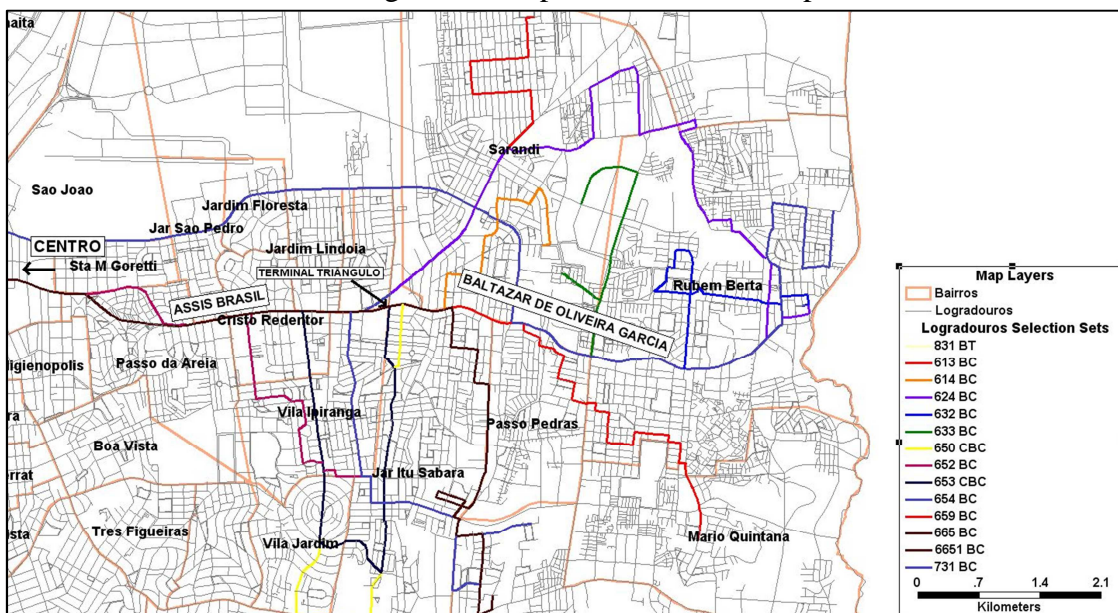 Sarandi
Sao Joao
Jardim Floresta
Jar Sao Pedro
CENTRO
Jardim Lindoia
Sta M Goretti
TERMINAL TRIANGULO
ASSIS BRASIL
BALTAZAR DE OLIVEIRA GARCIA
Rubem Berta
Cristo Redentor
Passo da Areia
Vila Ipiranga
Passo Pedras
Boa Vista
Jar Itu Sabara
Tres Figueiras
Vila Jardim
Mario Quintana
Map Layers
Bairros
Logradouros
Logradouros Selection Sets
831 BT
613 BC
614 BC
624 BC
632 BC
633 BC
650 CBC
652 BC
653 CBC
654 BC
659 BC
665 BC
6651 BC
731 BC
0 .7 1.4 2.1
Kilometers